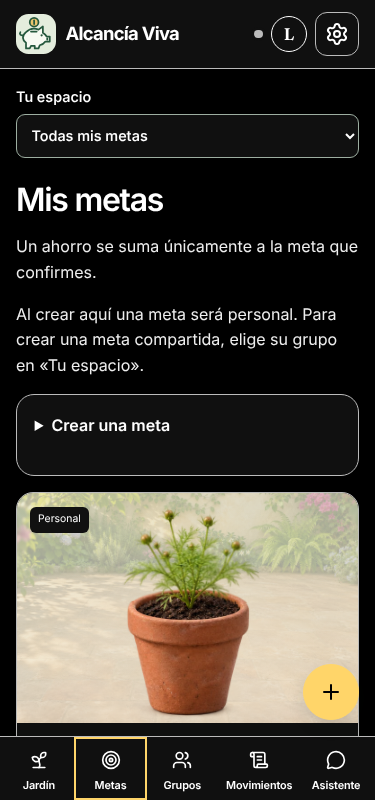 Alcancía Viva
L
Tu espacio
Todas mis metas
Mis metas
Un ahorro se suma únicamente a la meta que
confirmes.
Al crear aquí una meta será personal. Para
crear una meta compartida, elige su grupo
en «Tu espacio».
Crear una meta
Personal
Jardín
Metas
Grupos
Movimientos
Asistente